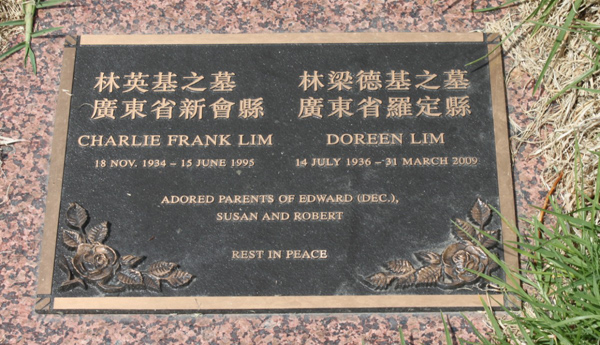 林英基之墓
廣東省新會縣
CHARLIE FRANK LIM
18 NOV. 1934 – 15 JUNE 1995
林梁德基之墓
廣東省羅定縣
DOREEN LIM
14 JULY 1936 – 31 MARCH 2009
ADORED PARENTS OF EDWARD (DEC.),
SUSAN AND ROBERT
REST IN PEACE